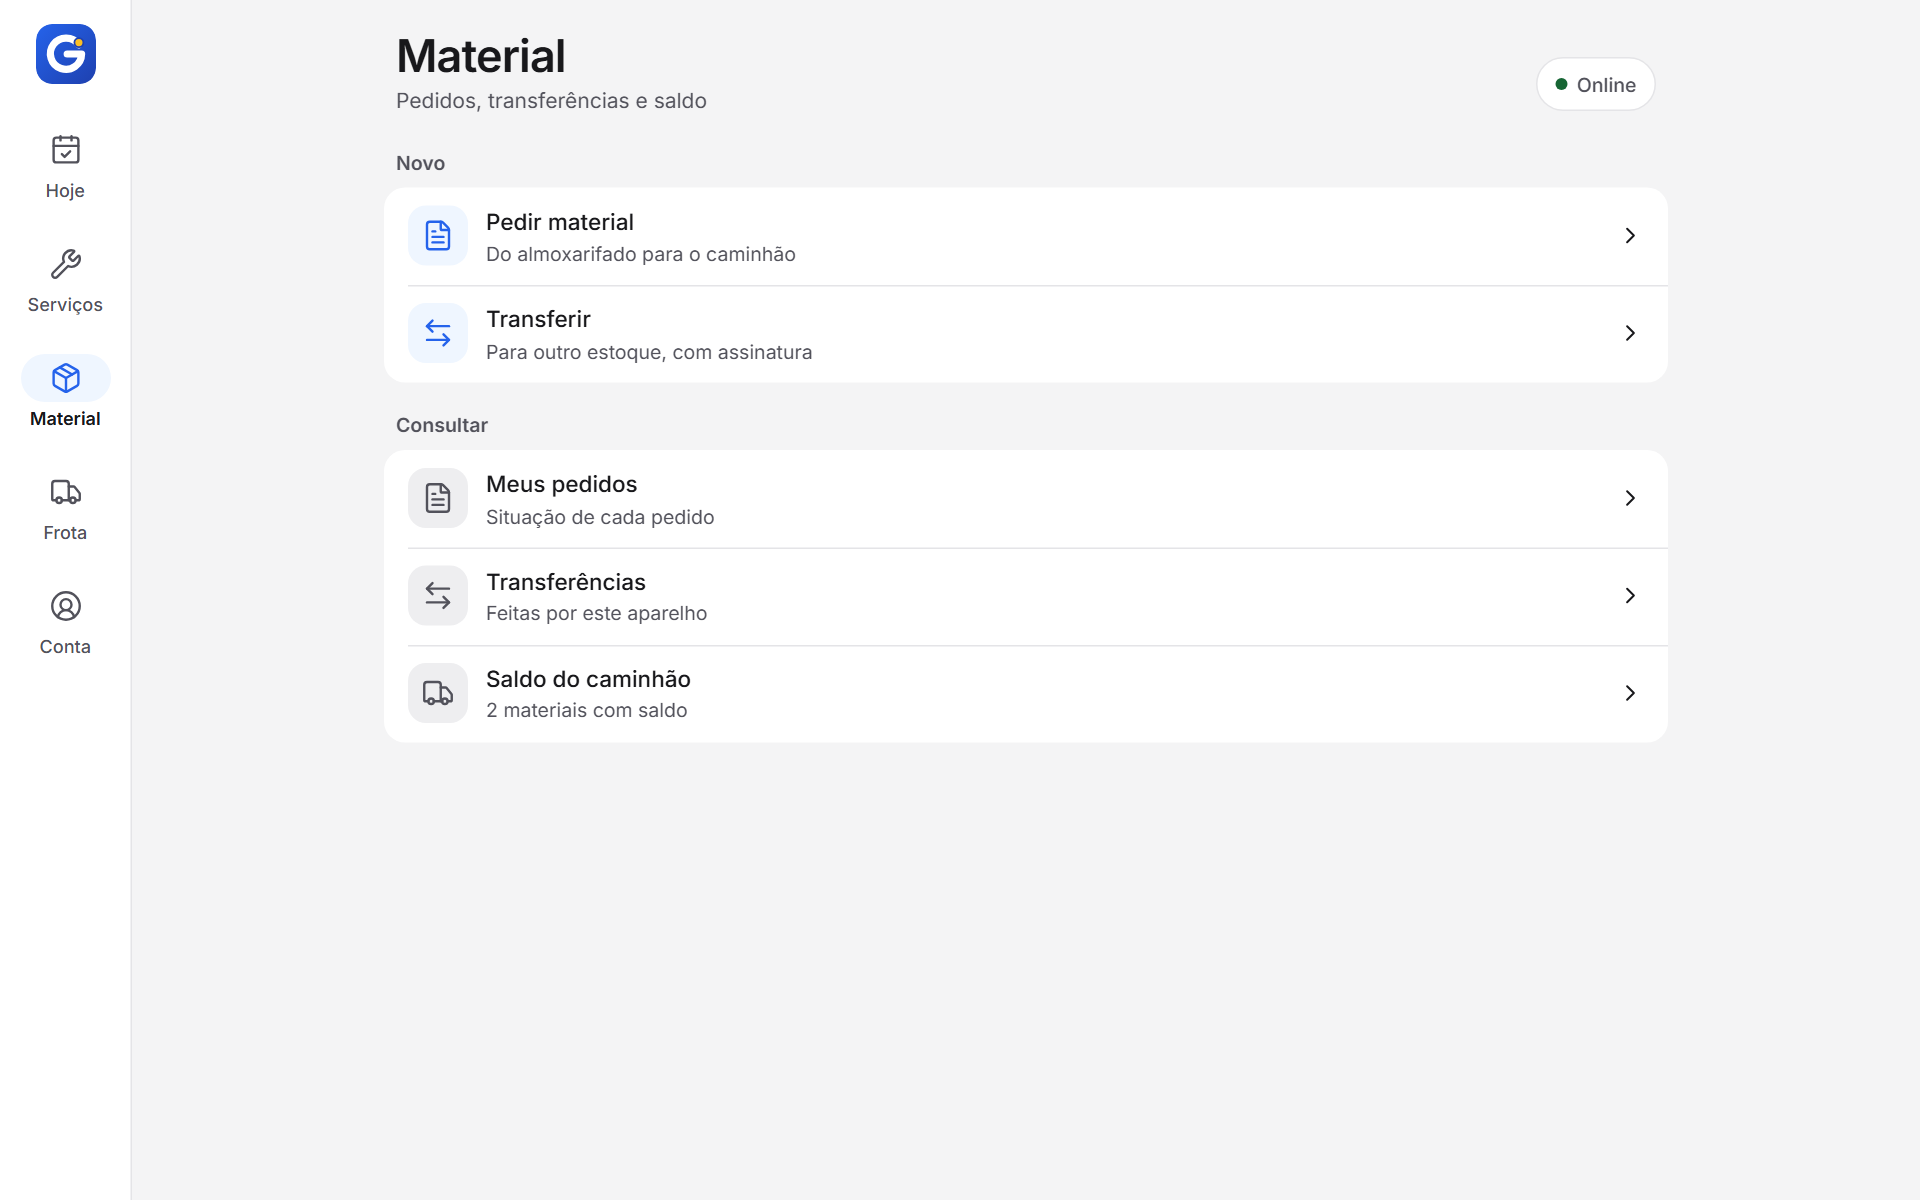 Hoje
Serviços
Material
Frota
Conta
Material
Pedidos, transferências e saldo
Online
Novo
Pedir material
Do almoxarifado para o caminhão
Transferir
Para outro estoque, com assinatura
Consultar
Meus pedidos
Situação de cada pedido
Transferências
Feitas por este aparelho
Saldo do caminhão
2 materiais com saldo